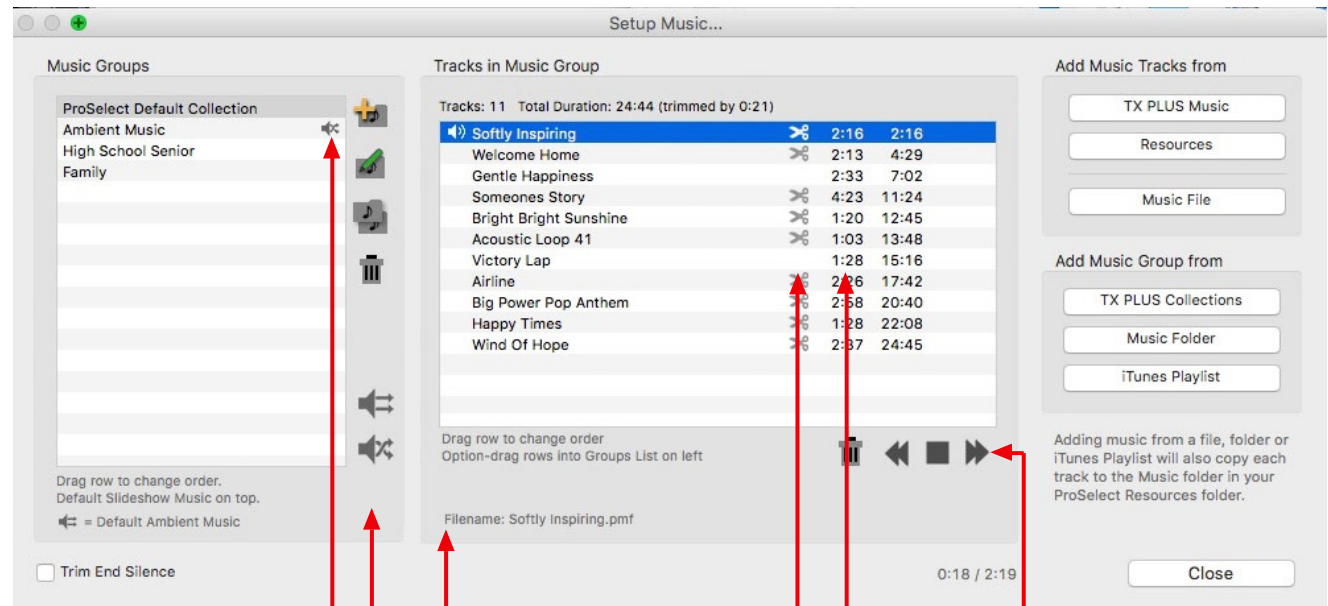 Setup Music...
Music Groups
ProSelect Default Collection
Ambient Music
High School Senior
Family
Drag row to change order.
Default Slideshow Music on top.
= Default Ambient Music
Trim End Silence
Tracks in Music Group
Tracks: 11 Total Duration: 24:44 (trimmed by 0:21)
Softly Inspiring 2:16 2:16
Welcome Home 2:13 4:29
Gentle Happiness 2:33 7:02
Someones Story 4:23 11:24
Bright Bright Sunshine 1:20 12:45
Acoustic Loop 41 1:03 13:48
Victory Lap 1:28 15:16
Airline 2:26 17:42
Big Power Pop Anthem 2:58 20:40
Happy Times 1:28 22:08
Wind Of Hope 2:37 24:45
Drag row to change order
Option-drag rows into Groups List on left
Filename: Softly Inspiring.pmf
0:18 / 2:19
Add Music Tracks from
TX PLUS Music
Resources
Music File
Add Music Group from
TX PLUS Collections
Music Folder
iTunes Playlist
Adding music from a file, folder or
iTunes Playlist will also copy each
track to the Music folder in your
ProSelect Resources folder.
Close